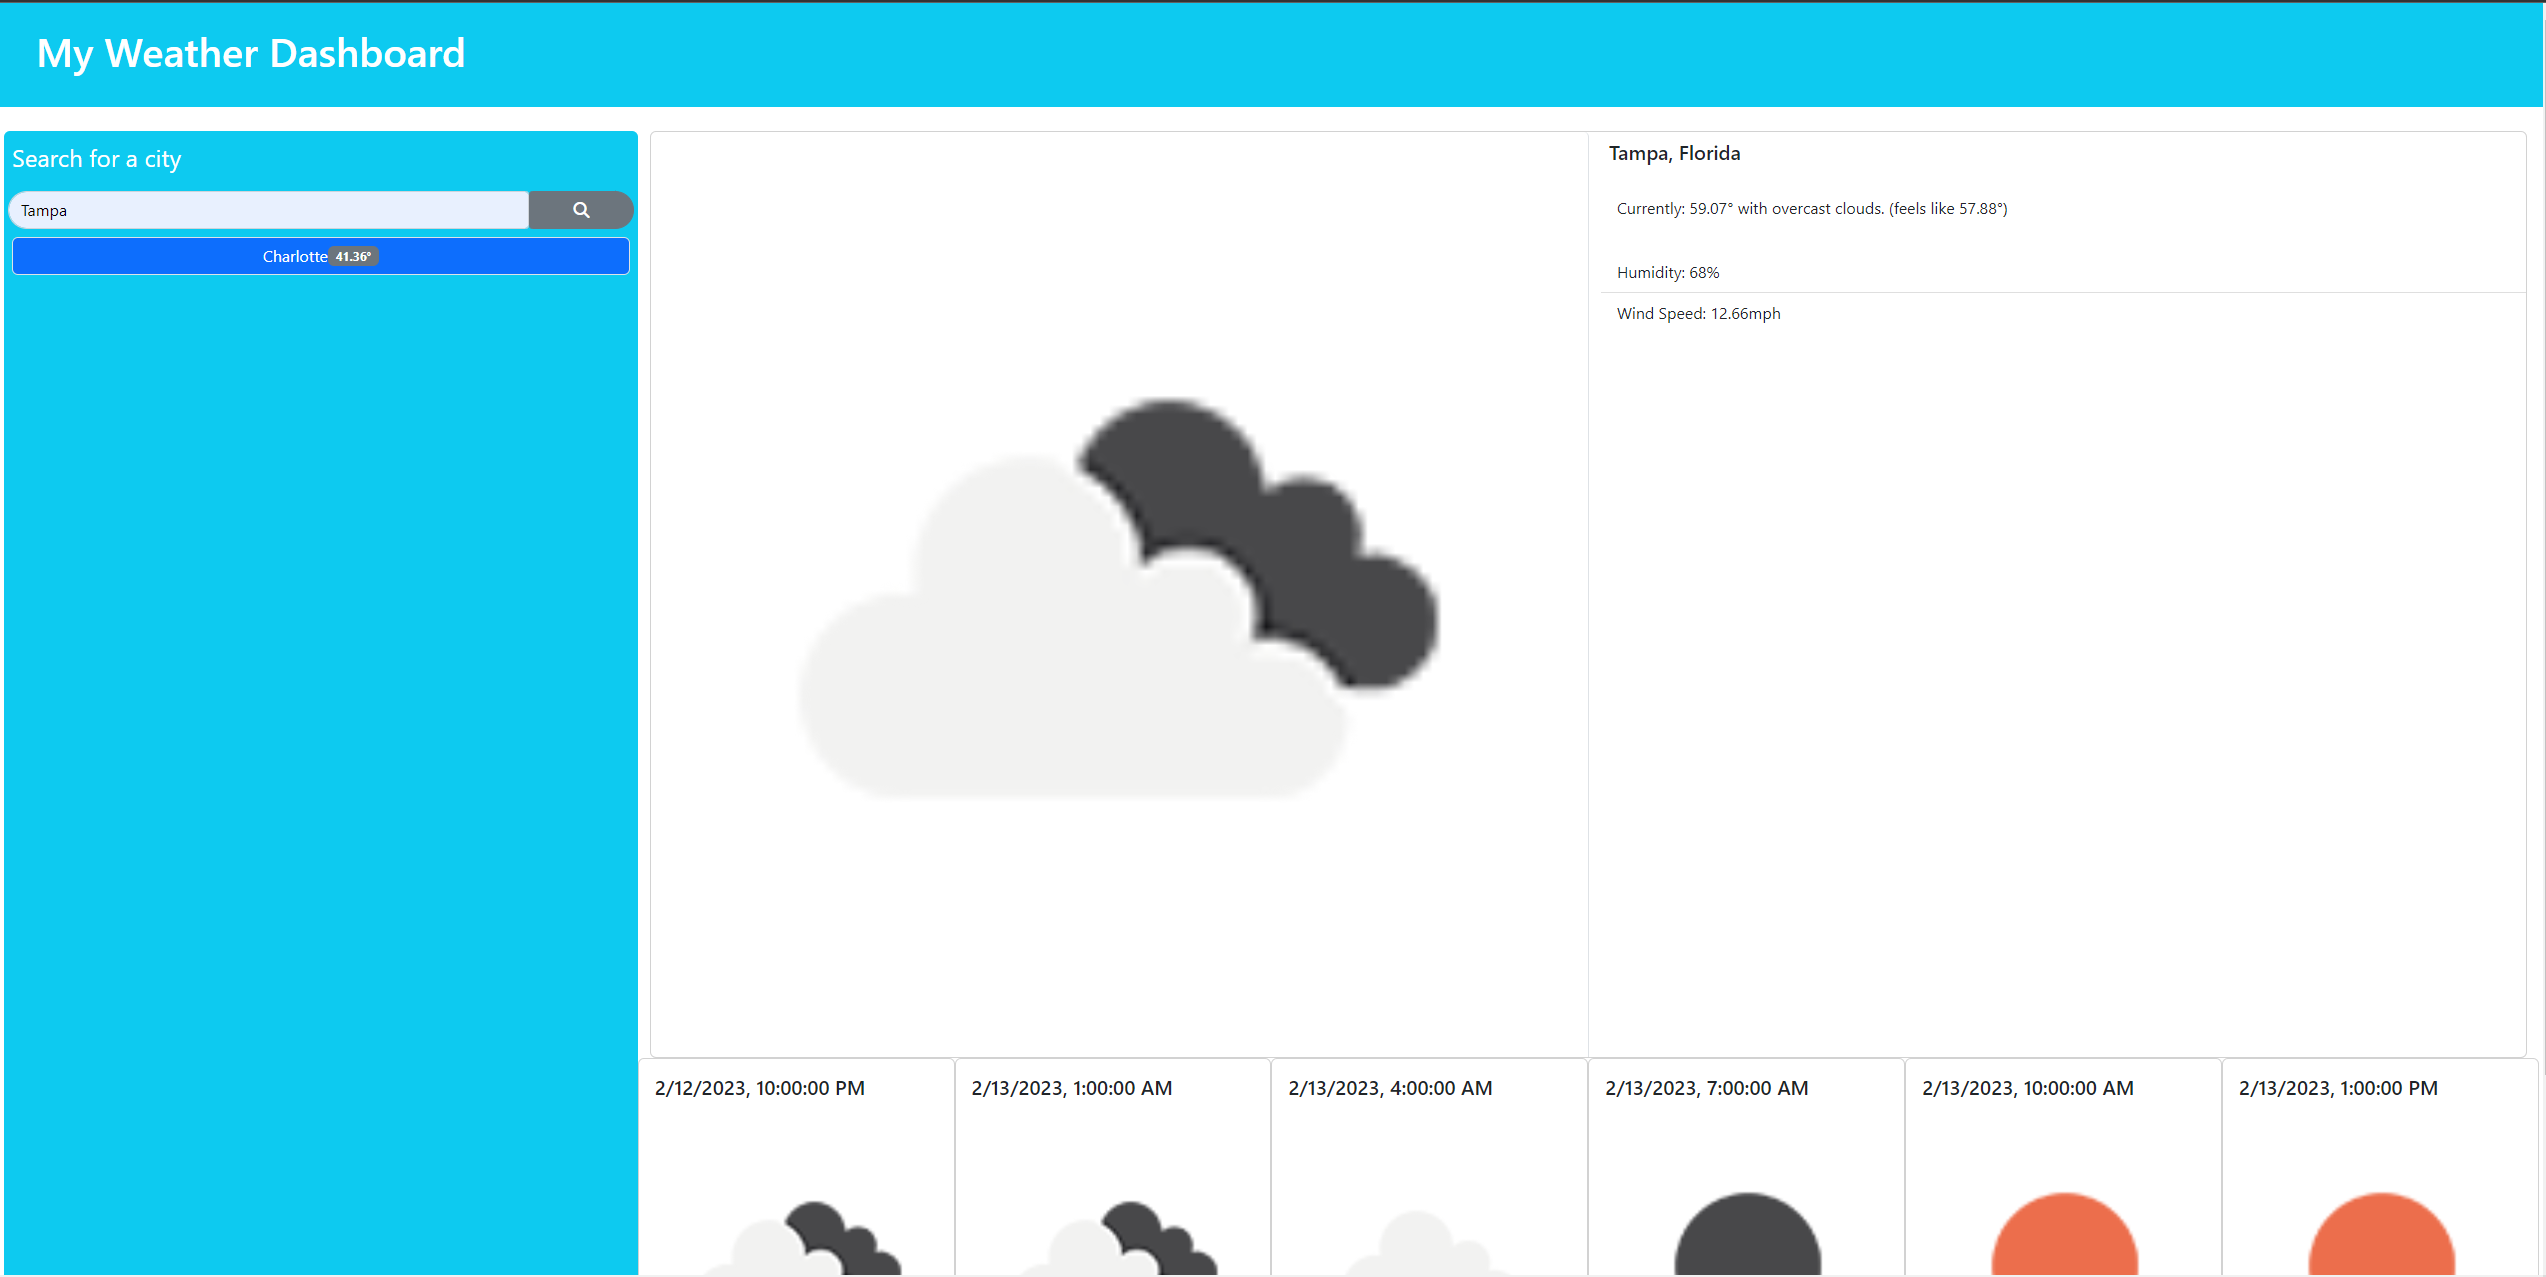 My Weather Dashboard
Search for a city
Tampa
Charlotte 41.36°
Tampa, Florida
Currently: 59.07° with overcast clouds. (feels like 57.88°)
Humidity: 68%
Wind Speed: 12.66mph
2/12/2023, 10:00:00 PM
2/13/2023, 1:00:00 AM
2/13/2023, 4:00:00 AM
2/13/2023, 7:00:00 AM
2/13/2023, 10:00:00 AM
2/13/2023, 1:00:00 PM